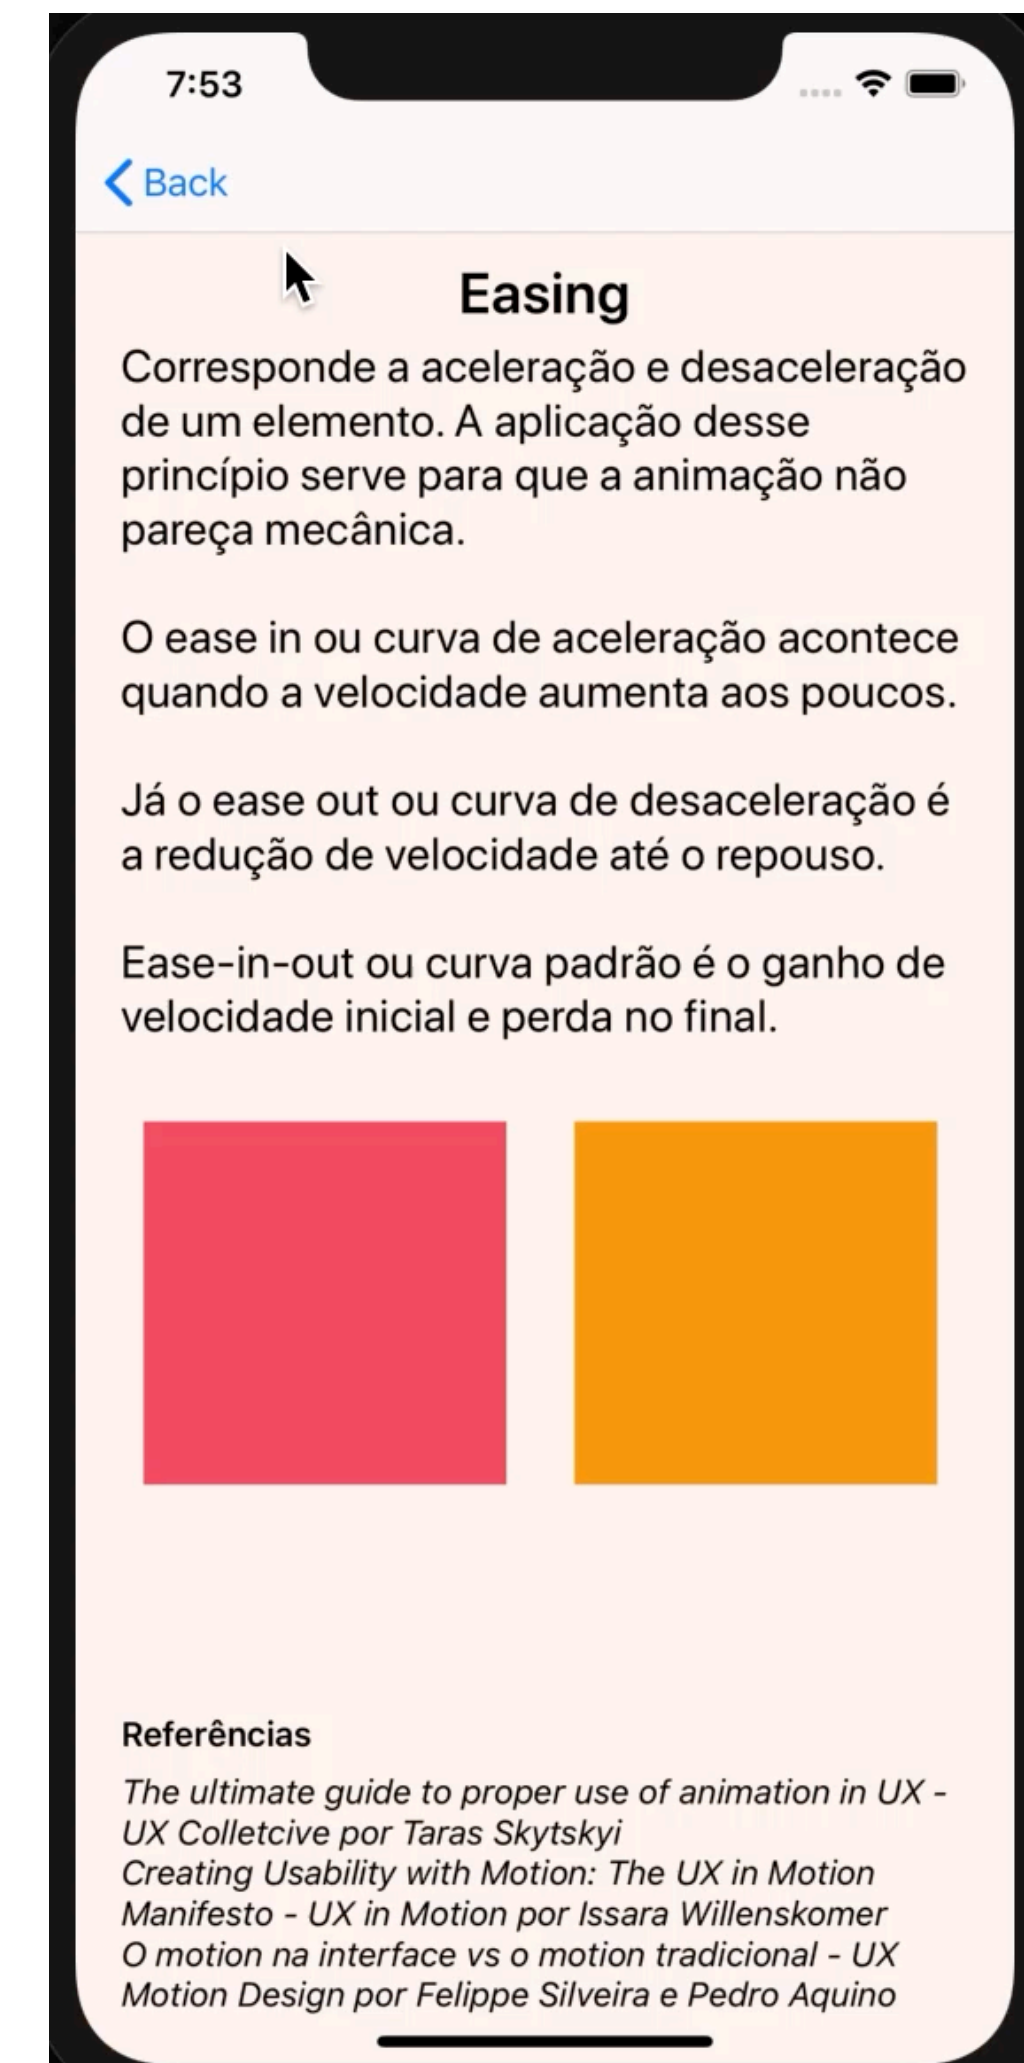 7:53
Back
Easing
Corresponde a aceleração e desaceleração
de um elemento. A aplicação desse
princípio serve para que a animação não
pareça mecânica.
O ease in ou curva de aceleração acontece
quando a velocidade aumenta aos poucos.
Já o ease out ou curva de desaceleração é
a redução de velocidade até o repouso.
Ease-in-out ou curva padrão é o ganho de
velocidade inicial e perda no final.
Referências
The ultimate guide to proper use of animation in UX -
UX Colletcive por Taras Skytskyi
Creating Usability with Motion: The UX in Motion
Manifesto - UX in Motion por Issara Willenskomer
O motion na interface vs o motion tradicional - UX
Motion Design por Felippe Silveira e Pedro Aquino